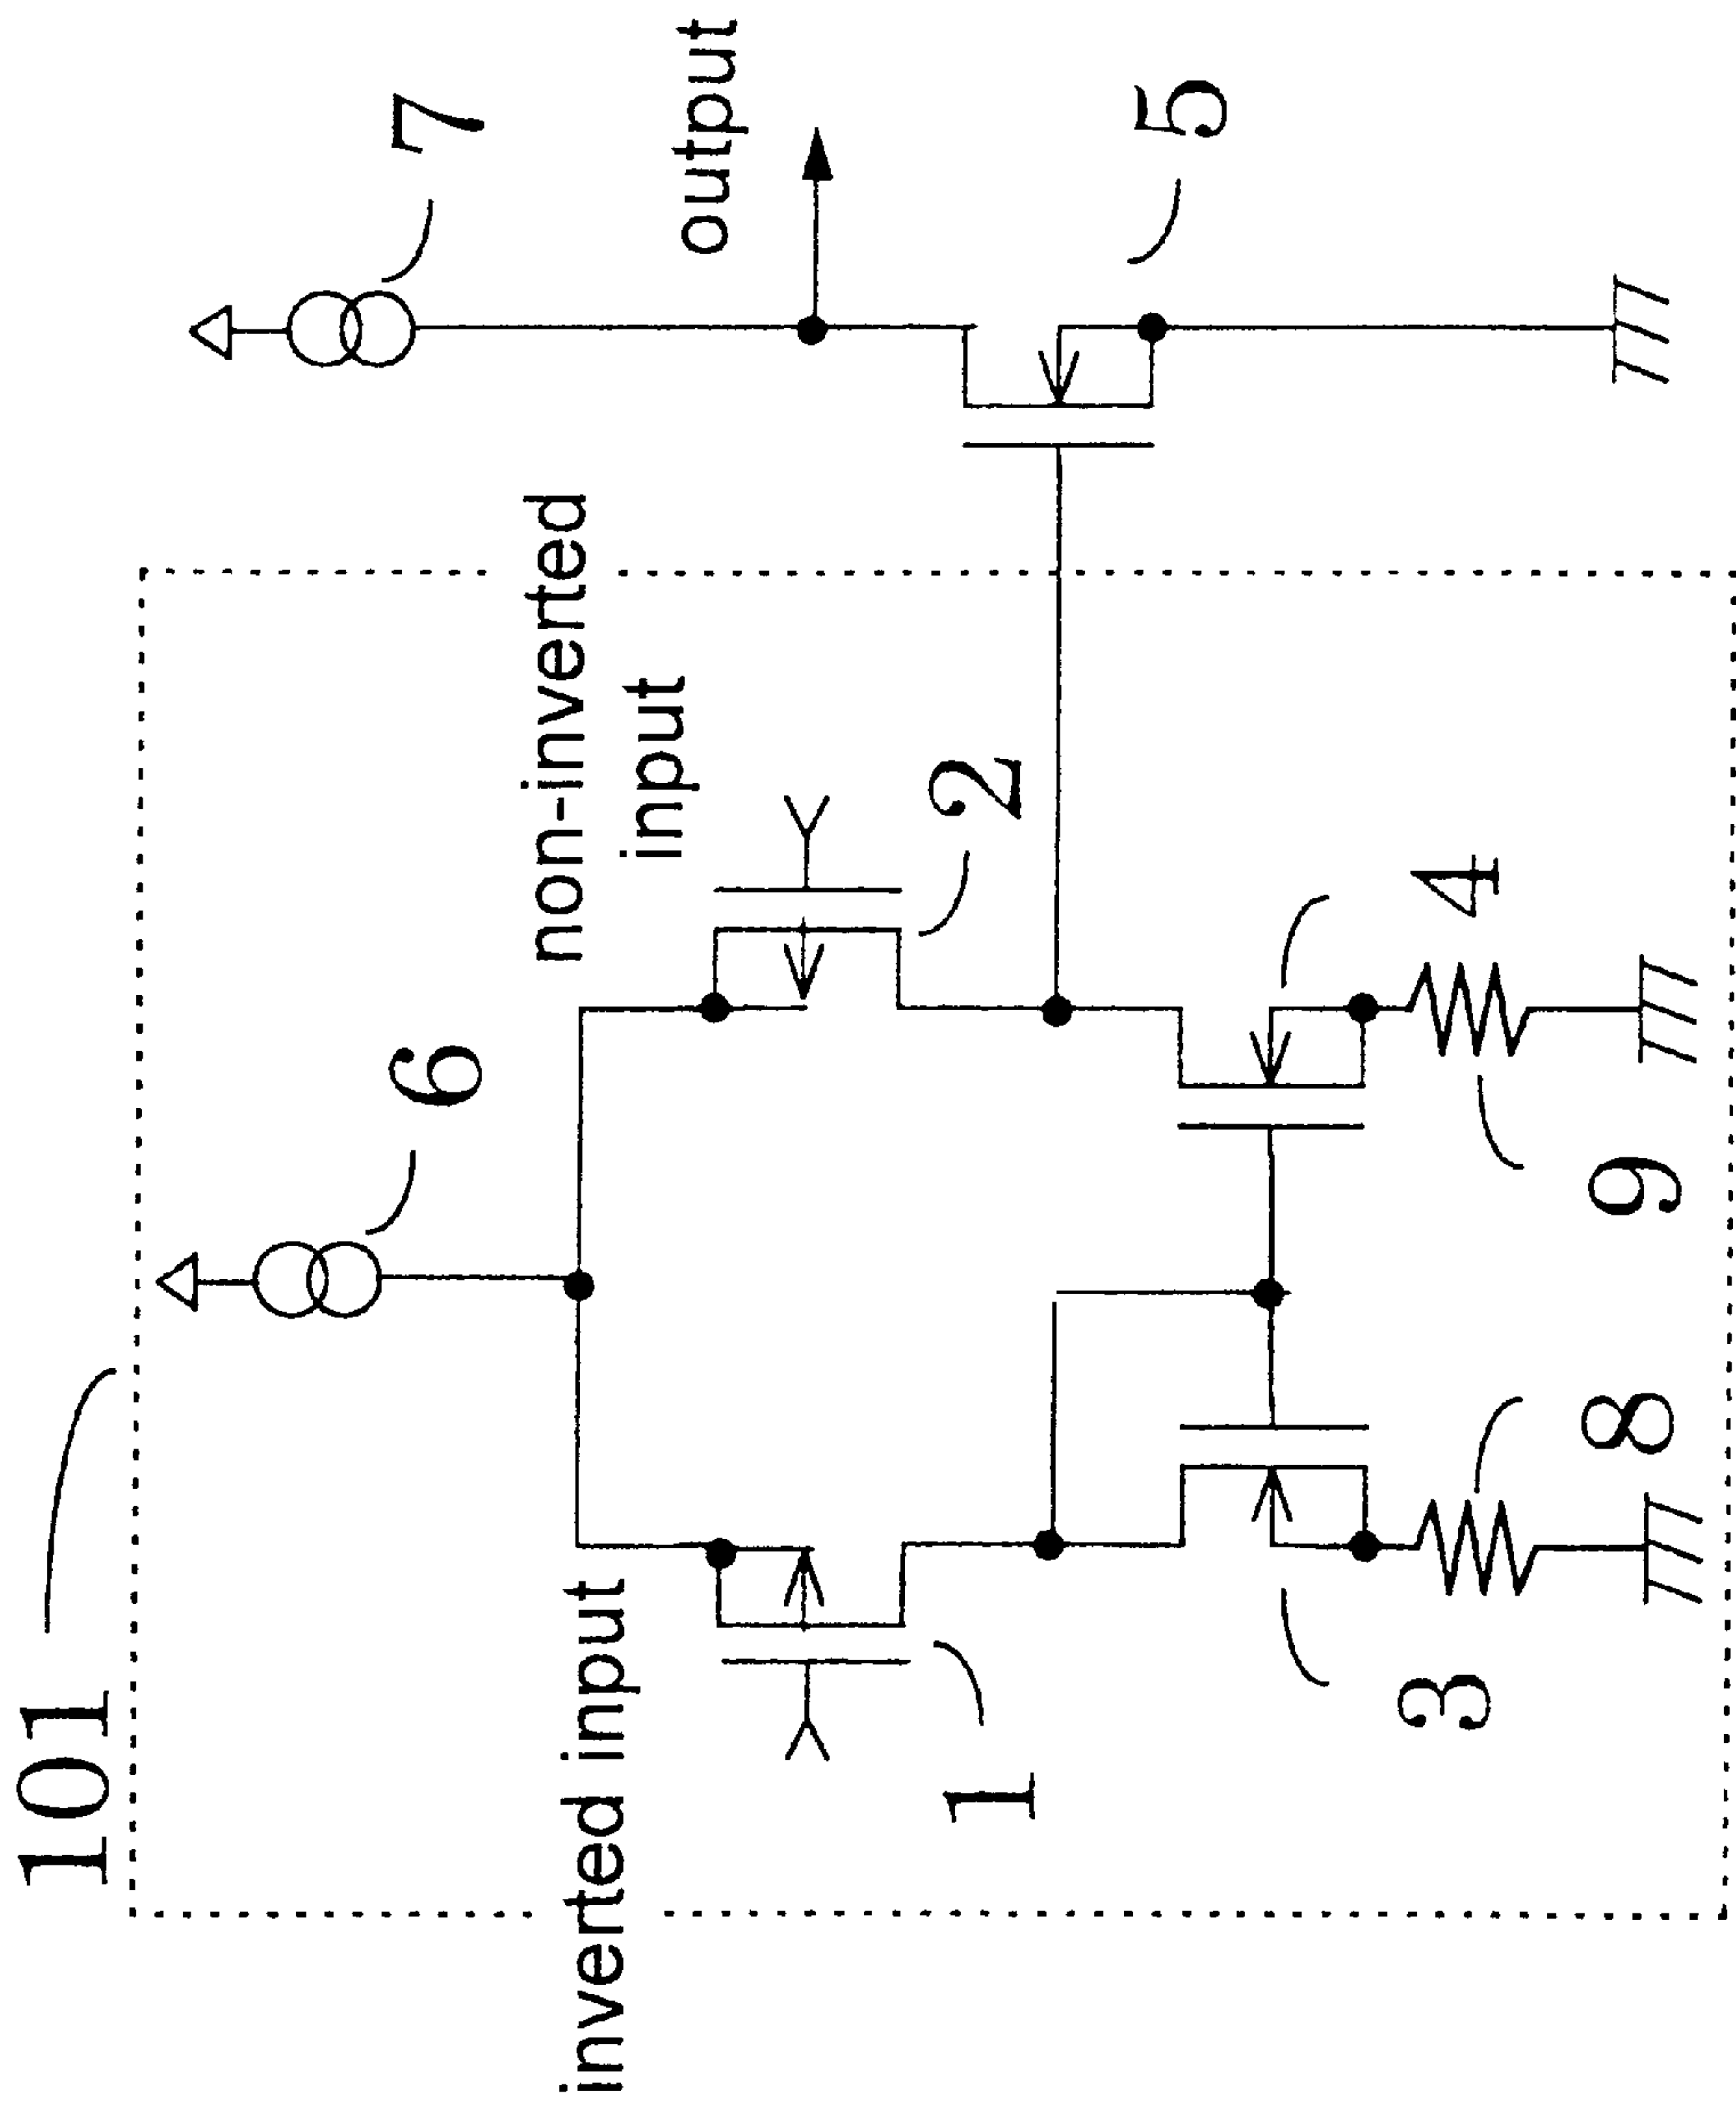 101
6
7
output
non-inverted
input
inverted input
1
2
5
3
4
8
9